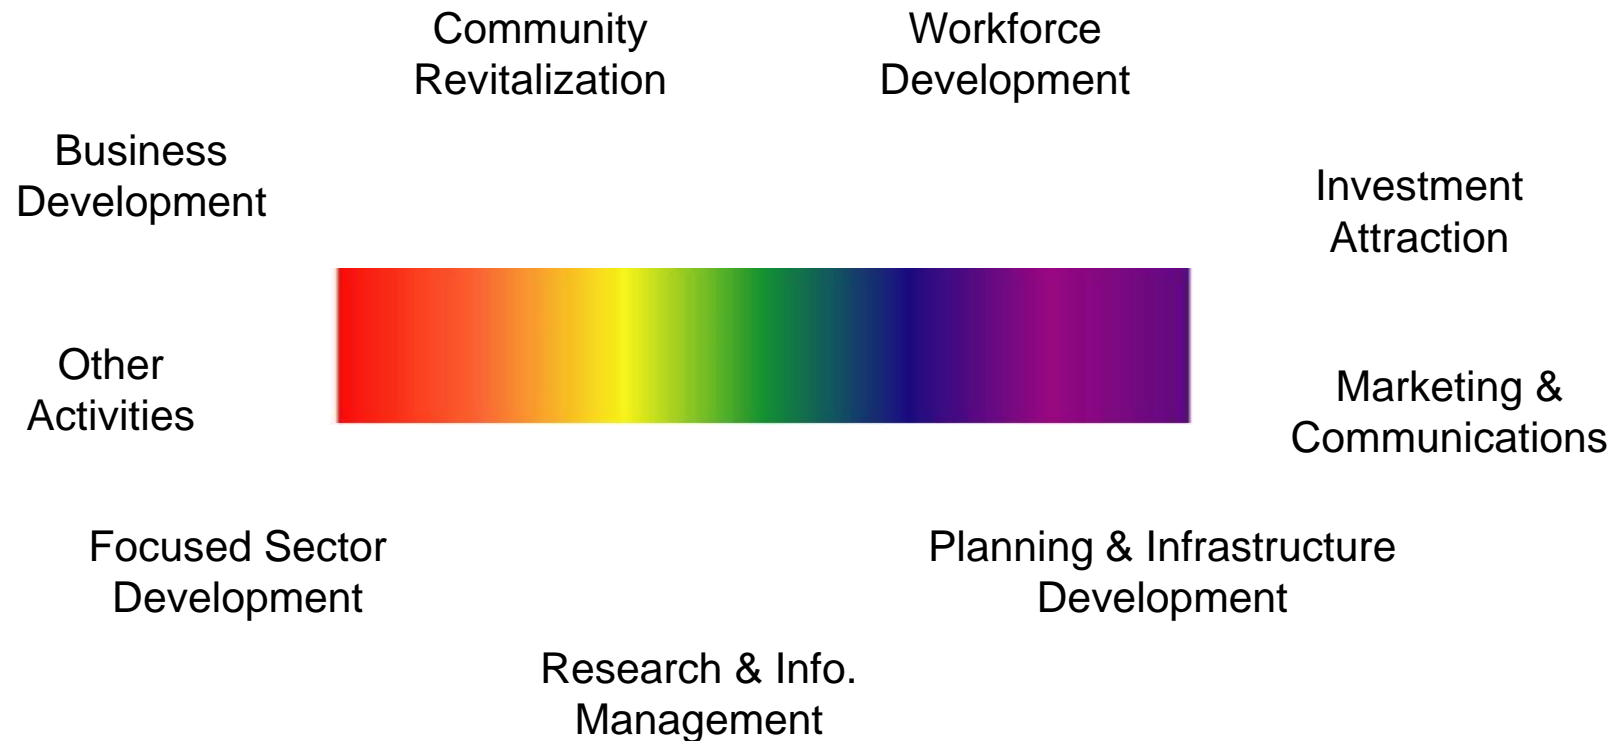 Community
Revitalization
Workforce
Development
Business
Development
Investment
Attraction
Other
Activities
Marketing &
Communications
Focused Sector
Development
Planning & Infrastructure
Development
Research & Info.
Management